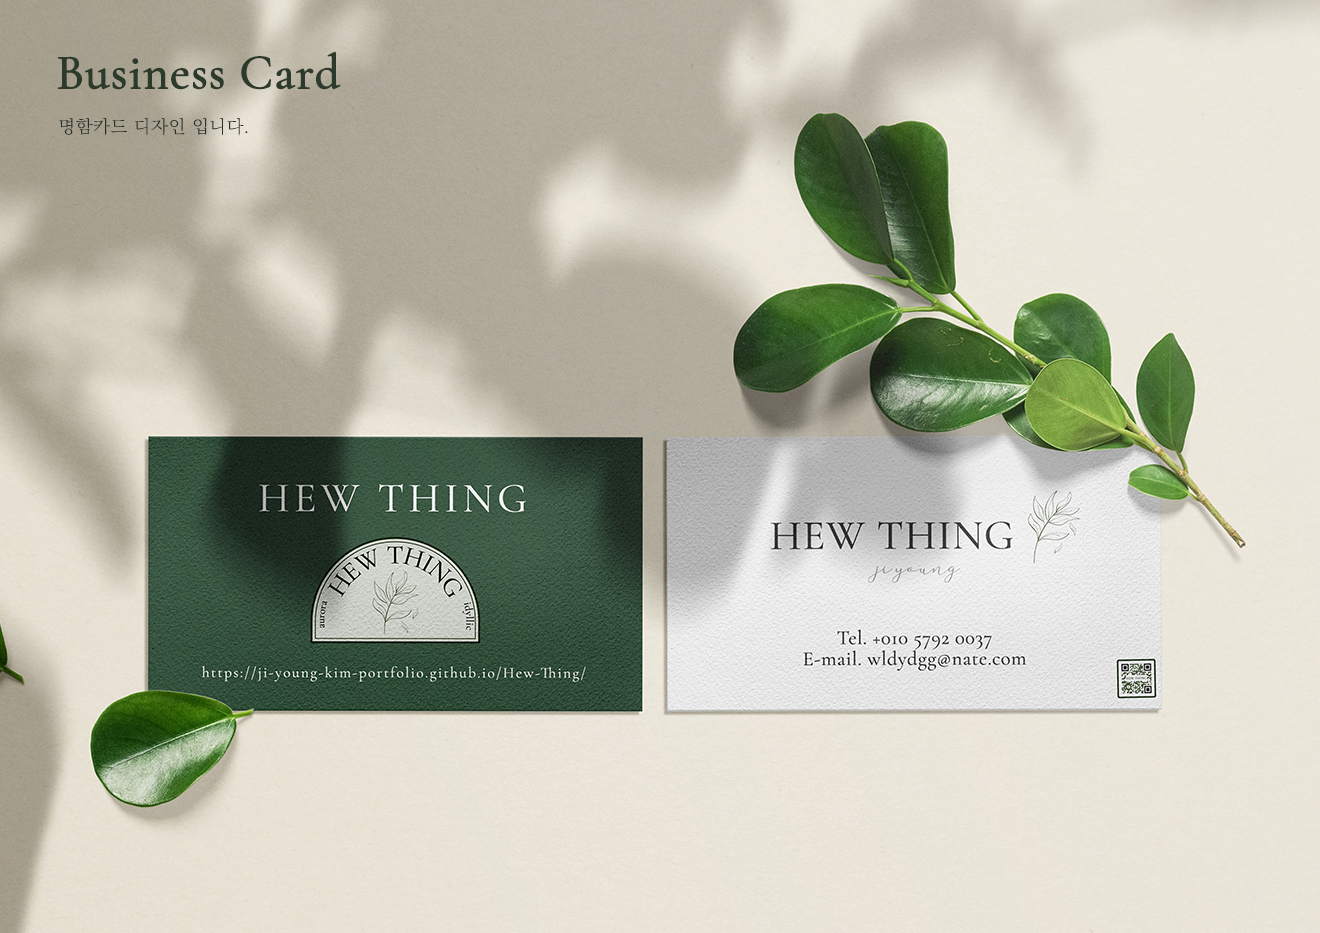 Business Card
명함카드 디자인 입니다.
HEW THING
HEW THING
aurora
idyllic
https://ji-young-kim-portfolio.github.io/Hew-Thing/
HEW THING
jiyoung
Tel. +010 5792 0037
E-mail. wldydgg@nate.com